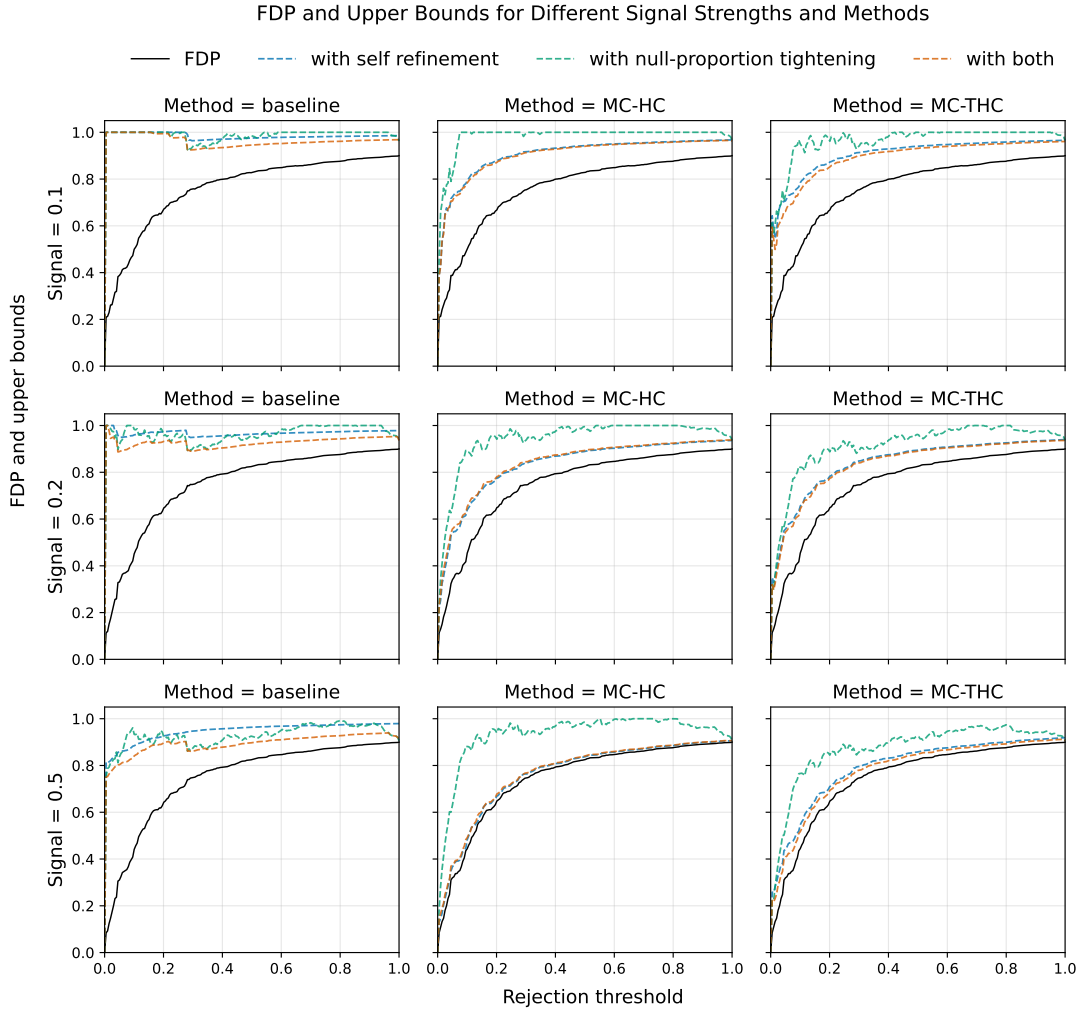 FDP and Upper Bounds for Different Signal Strengths and Methods
FDP with self refinement with null-proportion tightening with both
Method = baseline Method = MC-HC Method = MC-THC
1.0
0.8
0.6
0.4
0.2
0.0
Signal = 0.1
Method = baseline Method = MC-HC Method = MC-THC
1.0
0.8
0.6
0.4
0.2
0.0
Signal = 0.2
FDP and upper bounds
Method = baseline Method = MC-HC Method = MC-THC
1.0
0.8
0.6
0.4
0.2
0.0
Signal = 0.5
0.0 0.2 0.4 0.6 0.8 1.0 0.0 0.2 0.4 0.6 0.8 1.0 0.0 0.2 0.4 0.6 0.8 1.0
Rejection threshold